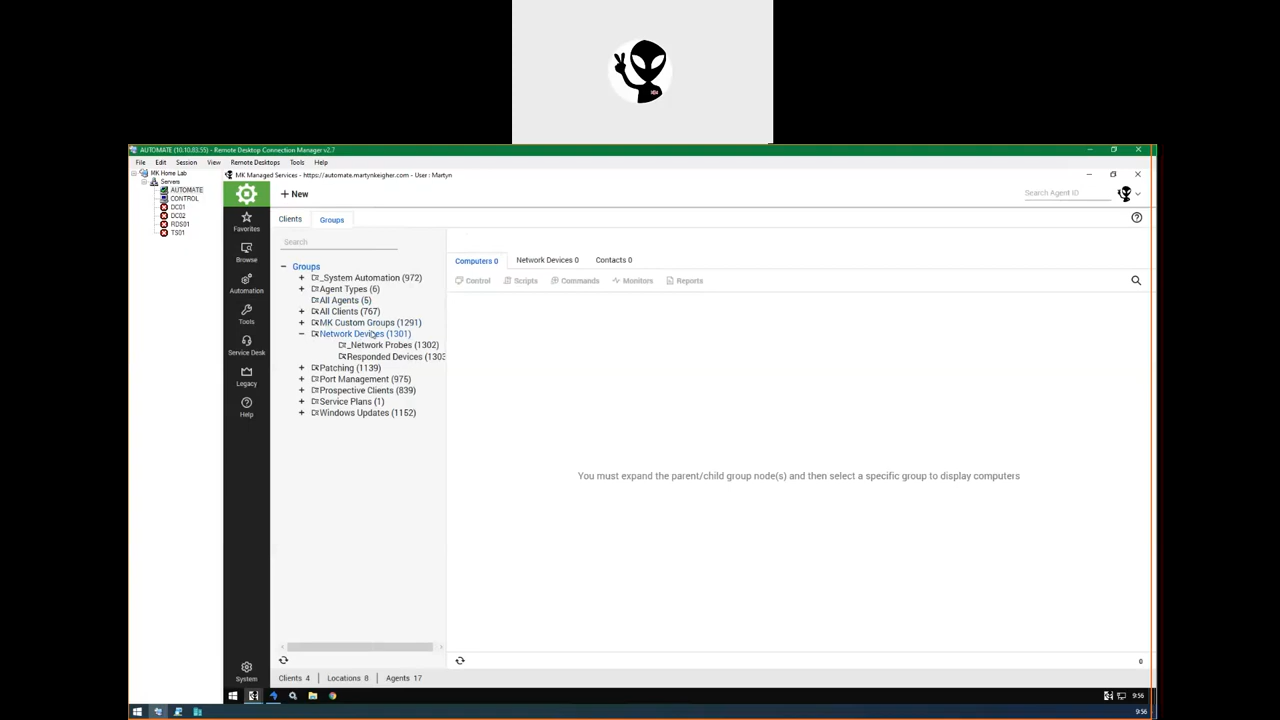 AUTOMATE (10.10.83.55) - Remote Desktop Connection Manager v2.7
File Edit Session View Remote Desktops Tools Help
MK Home Lab
Servers
AUTOMATE
CONTROL
DC01
DC02
RDS01
TS01
MK Managed Services - https://automate.martynkeigher.com - User : Martyn
+ New
Search Agent ID
Favorites
Browse
Automation
Tools
Service Desk
Legacy
Help
System
Clients Groups
Search
Groups
_System Automation (972)
Agent Types (6)
All Agents (5)
All Clients (767)
MK Custom Groups (1291)
Network Devices (1301)
_Network Probes (1302)
Responded Devices (1303
Patching (1139)
Port Management (975)
Prospective Clients (839)
Service Plans (1)
Windows Updates (1152)
Computers 0 Network Devices 0 Contacts 0
Control Scripts Commands Monitors Reports
You must expand the parent/child group node(s) and then select a specific group to display computers
0
Clients 4 Locations 8 Agents 17
9:56
9:56